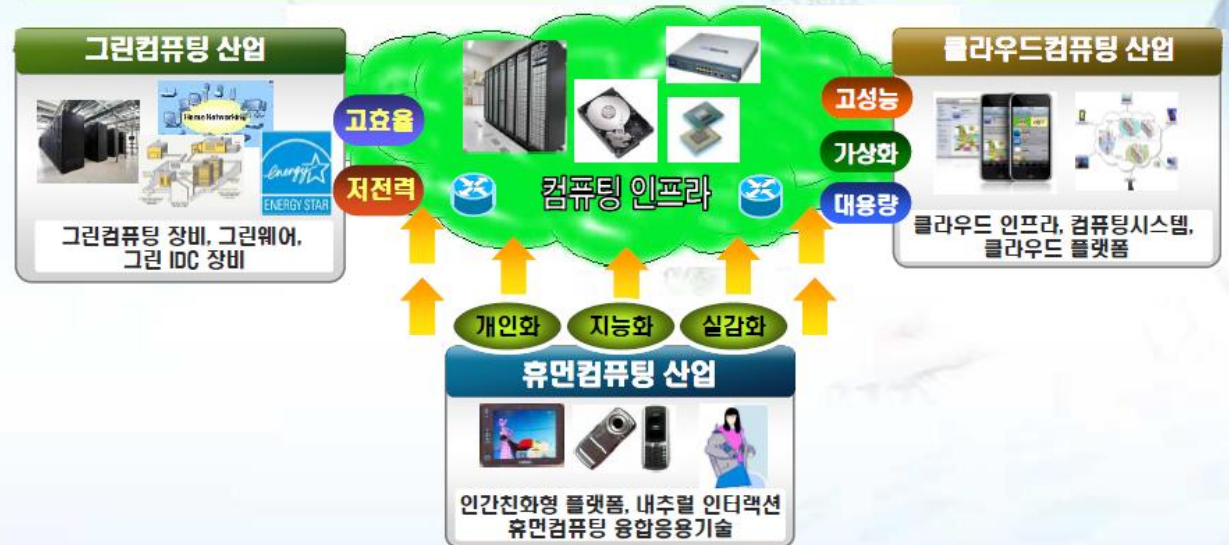 그린컴퓨팅 산업
Home Networking
energy
ENERGY STAR
그린컴퓨팅 장비, 그린웨어,
그린 IDC 장비
고효율
저전력
컴퓨팅 인프라
고성능
가상화
대용량
클라우드컴퓨팅 산업
클라우드 인프라, 컴퓨팅시스템,
클라우드 플랫폼
개인화
지능화
실감화
휴먼컴퓨팅 산업
인간친화형 플랫폼, 내추럴 인터랙션
휴먼컴퓨팅 융합응용기술